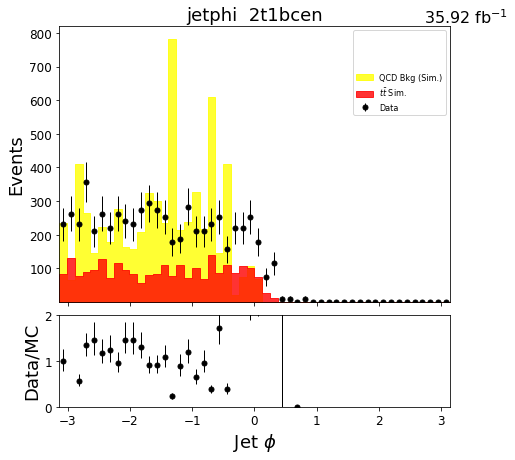 jetphi 2t1bcen
35.92 fb⁻¹
QCD Bkg (Sim.)
tt̄ Sim.
Data
Events
800
700
600
500
400
300
200
100
Data/MC
2
1
0
−3 −2 −1 0 1 2 3
Jet ϕ